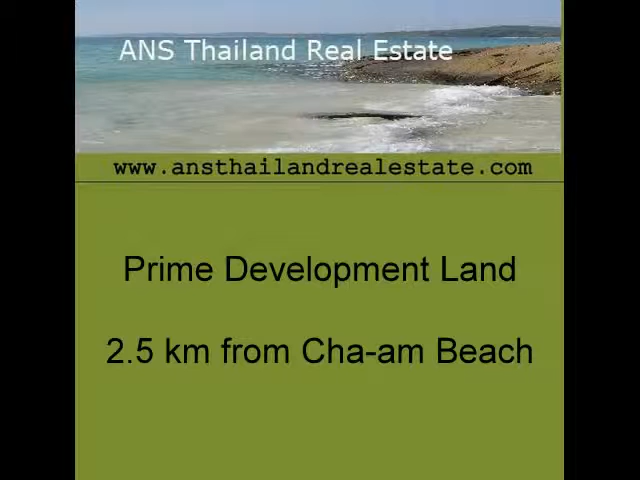 ANS Thailand Real Estate
www.ansthailandrealestate.com
Prime Development Land
2.5 km from Cha-am Beach